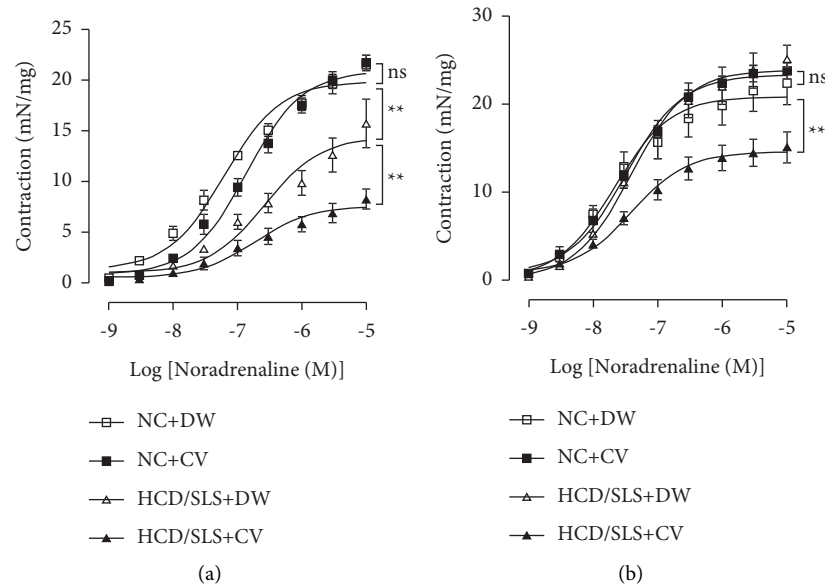 25
20
15
10
5
0
Contraction (mN/mg)
ns
**
**
-9 -8 -7 -6 -5
Log [Noradrenaline (M)]
NC+DW
NC+CV
HCD/SLS+DW
HCD/SLS+CV
(a)
30
20
10
0
Contraction (mN/mg)
ns
**
-9 -8 -7 -6 -5
Log [Noradrenaline (M)]
NC+DW
NC+CV
HCD/SLS+DW
HCD/SLS+CV
(b)